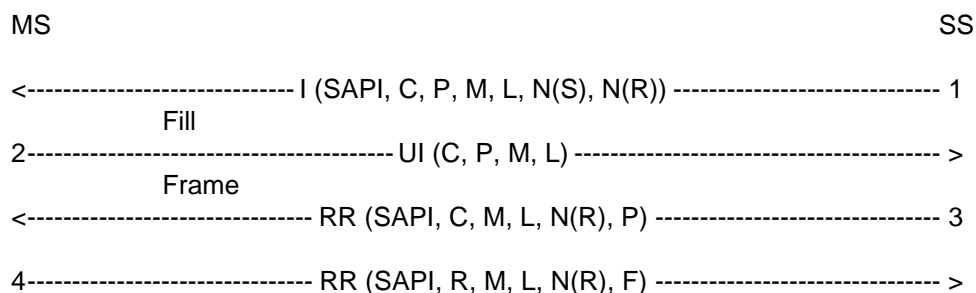 MS SS
<------------------------------ I (SAPI, C, P, M, L, N(S), N(R)) ------------------------------ 1
Fill
2----------------------------------------- UI (C, P, M, L) ----------------------------------------- >
Frame
<-------------------------------- RR (SAPI, C, M, L, N(R), P) -------------------------------- 3
4-------------------------------- RR (SAPI, R, M, L, N(R), F) -------------------------------- >